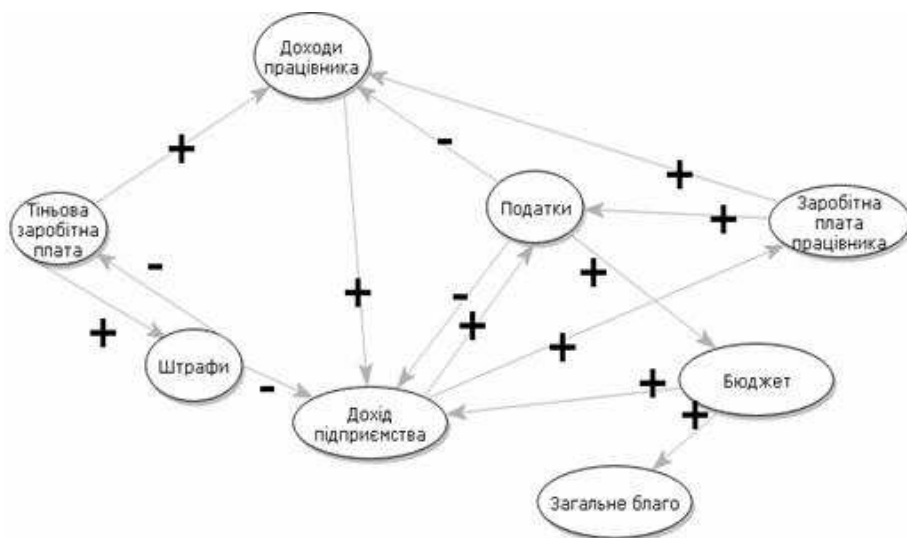 Доходи
працівника
+
-
+
Тіньова
заробітна
плата
Податки
+
Заробітна
плата
працівника
-
+
+
-
+
+
+
Штрафи
-
+
+
Бюджет
Дохід
підприємства
Загальне благо